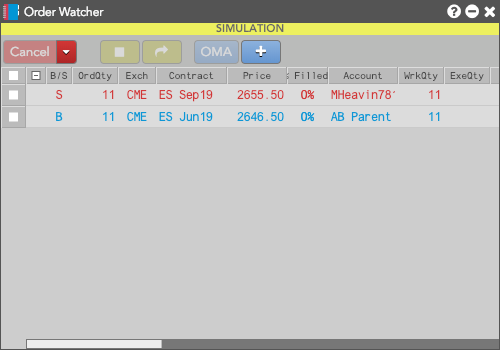 Order Watcher
SIMULATION
Cancel OMA +
B/S OrdQty Exch Contract Price % Filled Account WrkQty ExeQty
S 11 CME ES Sep19 2655.50 0% MHeavin78 11
B 11 CME ES Jun19 2646.50 0% AB Parent 11